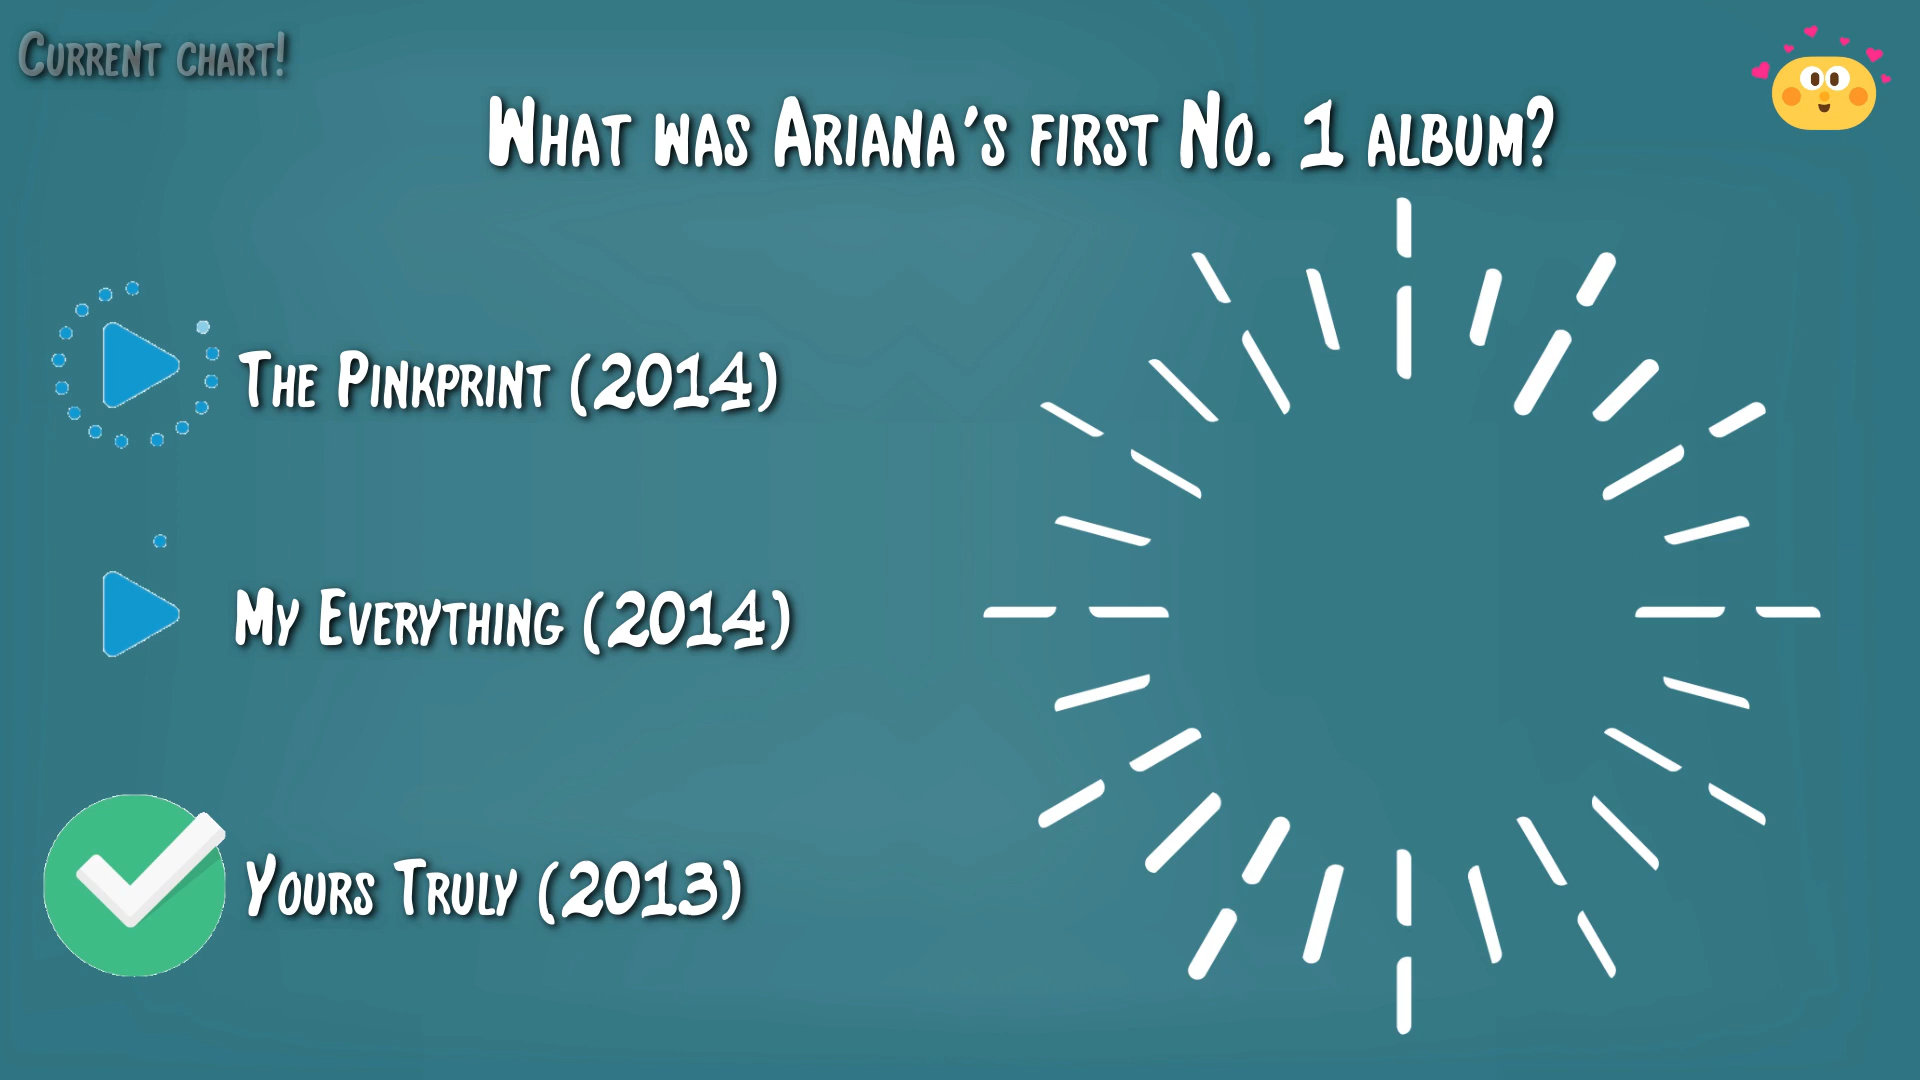 Current chart!
What was Ariana's first No. 1 album?
The Pinkprint (2014)
My Everything (2014)
Yours Truly (2013)